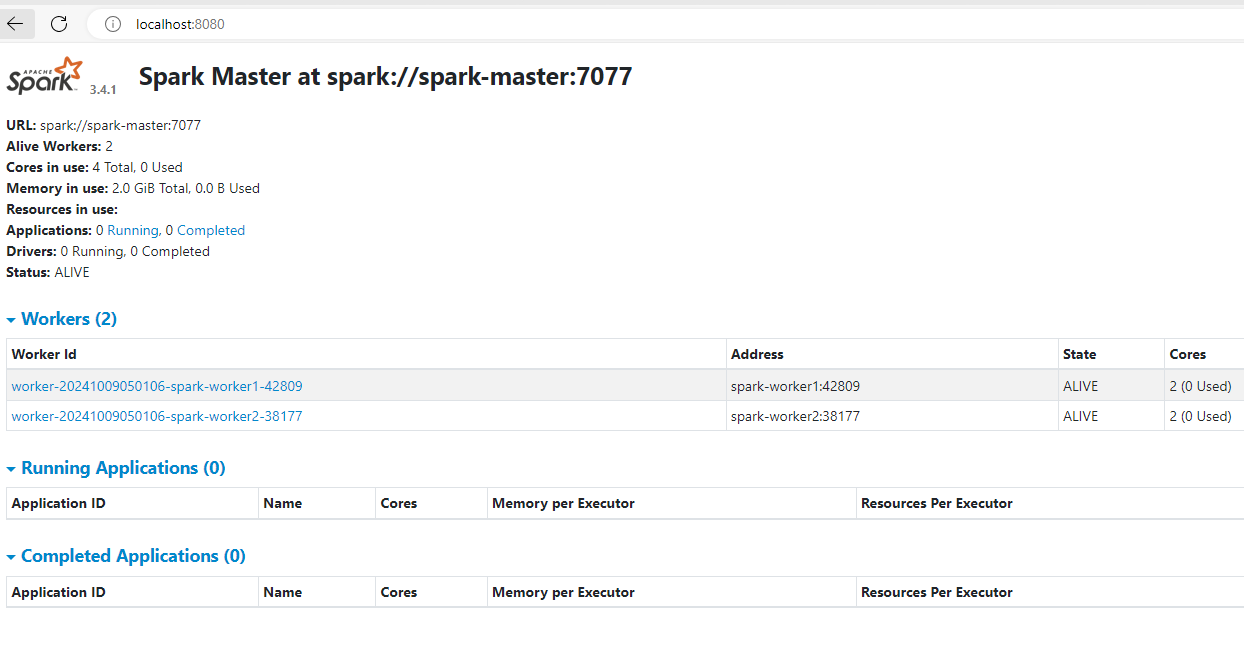 localhost:8080
APACHE
Spark 3.4.1 Spark Master at spark://spark-master:7077
URL: spark://spark-master:7077
Alive Workers: 2
Cores in use: 4 Total, 0 Used
Memory in use: 2.0 GiB Total, 0.0 B Used
Resources in use:
Applications: 0 Running, 0 Completed
Drivers: 0 Running, 0 Completed
Status: ALIVE
Workers (2)
Worker Id Address State Cores
worker-20241009050106-spark-worker1-42809 spark-worker1:42809 ALIVE 2 (0 Used)
worker-20241009050106-spark-worker2-38177 spark-worker2:38177 ALIVE 2 (0 Used)
Running Applications (0)
Application ID Name Cores Memory per Executor Resources Per Executor
Completed Applications (0)
Application ID Name Cores Memory per Executor Resources Per Executor